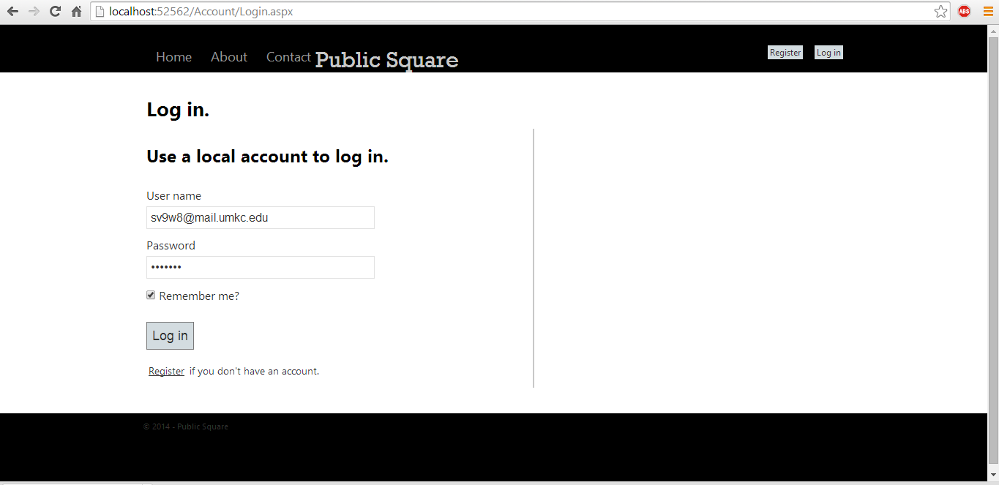 localhost:52562/Account/Login.aspx
ABS
Home About Contact Public Square Register Log in
Log in.
Use a local account to log in.
User name
sv9w8@mail.umkc.edu
Password
•••••••
Remember me?
Log in
Register if you don't have an account.
© 2014 - Public Square